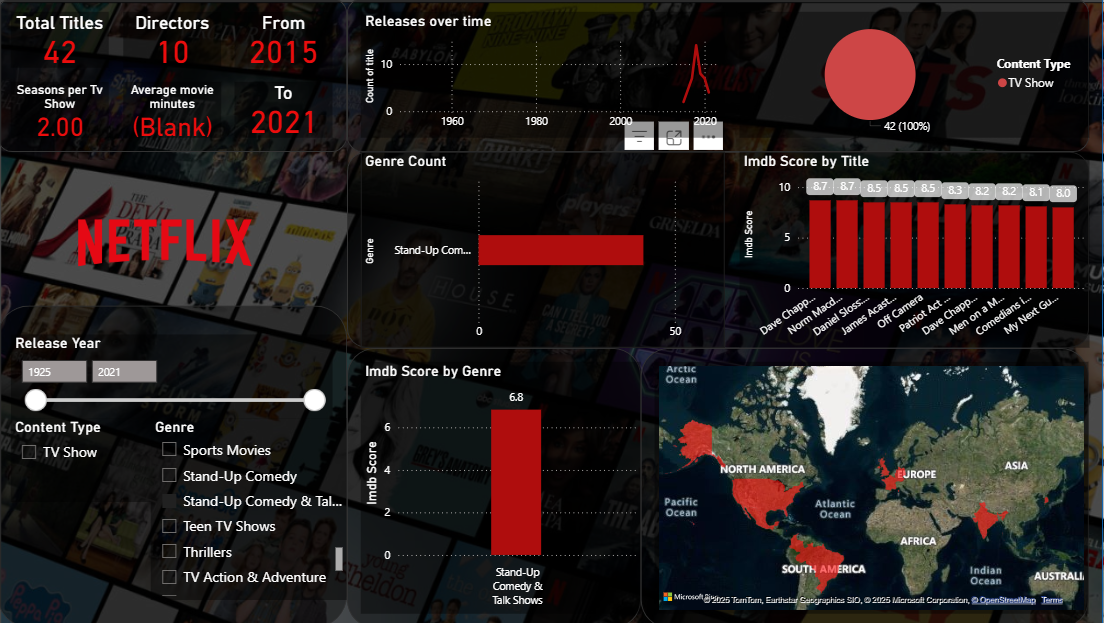 Total Titles
42
Directors
10
From
2015
Seasons per Tv
Show
2.00
Average movie
minutes
(Blank)
To
2021
Releases over time
Count of title
10
0
1960
1980
2000
2020
Content Type
TV Show
42 (100%)
NETFLIX
Genre Count
Genre
Stand-Up Com...
0
50
Imdb Score by Title
Imdb Score
10
5
0
8.7
8.7
8.5
8.5
8.5
8.3
8.2
8.2
8.1
8.0
Dave Chapp...
Norm Macd...
Daniel Sloss...
James Acast...
Off Camera
Patriot Act ...
Dave Chapp...
Men on a M...
Comedians i...
My Next Gu...
Release Year
1925
2021
Content Type
TV Show
Genre
Sports Movies
Stand-Up Comedy
Stand-Up Comedy & Tal...
Teen TV Shows
Thrillers
TV Action & Adventure
Imdb Score by Genre
Imdb Score
6
4
2
0
6.8
Stand-Up
Comedy &
Talk Shows
Arctic
Ocean
NORTH AMERICA
EUROPE
ASIA
Pacific
Ocean
Atlantic
Ocean
AFRICA
SOUTH AMERICA
Indian
Ocean
AUSTRALI
© 2025 TomTom, Earthstar Geographics SIO, © 2025 Microsoft Corporation, © OpenStreetMap Terms